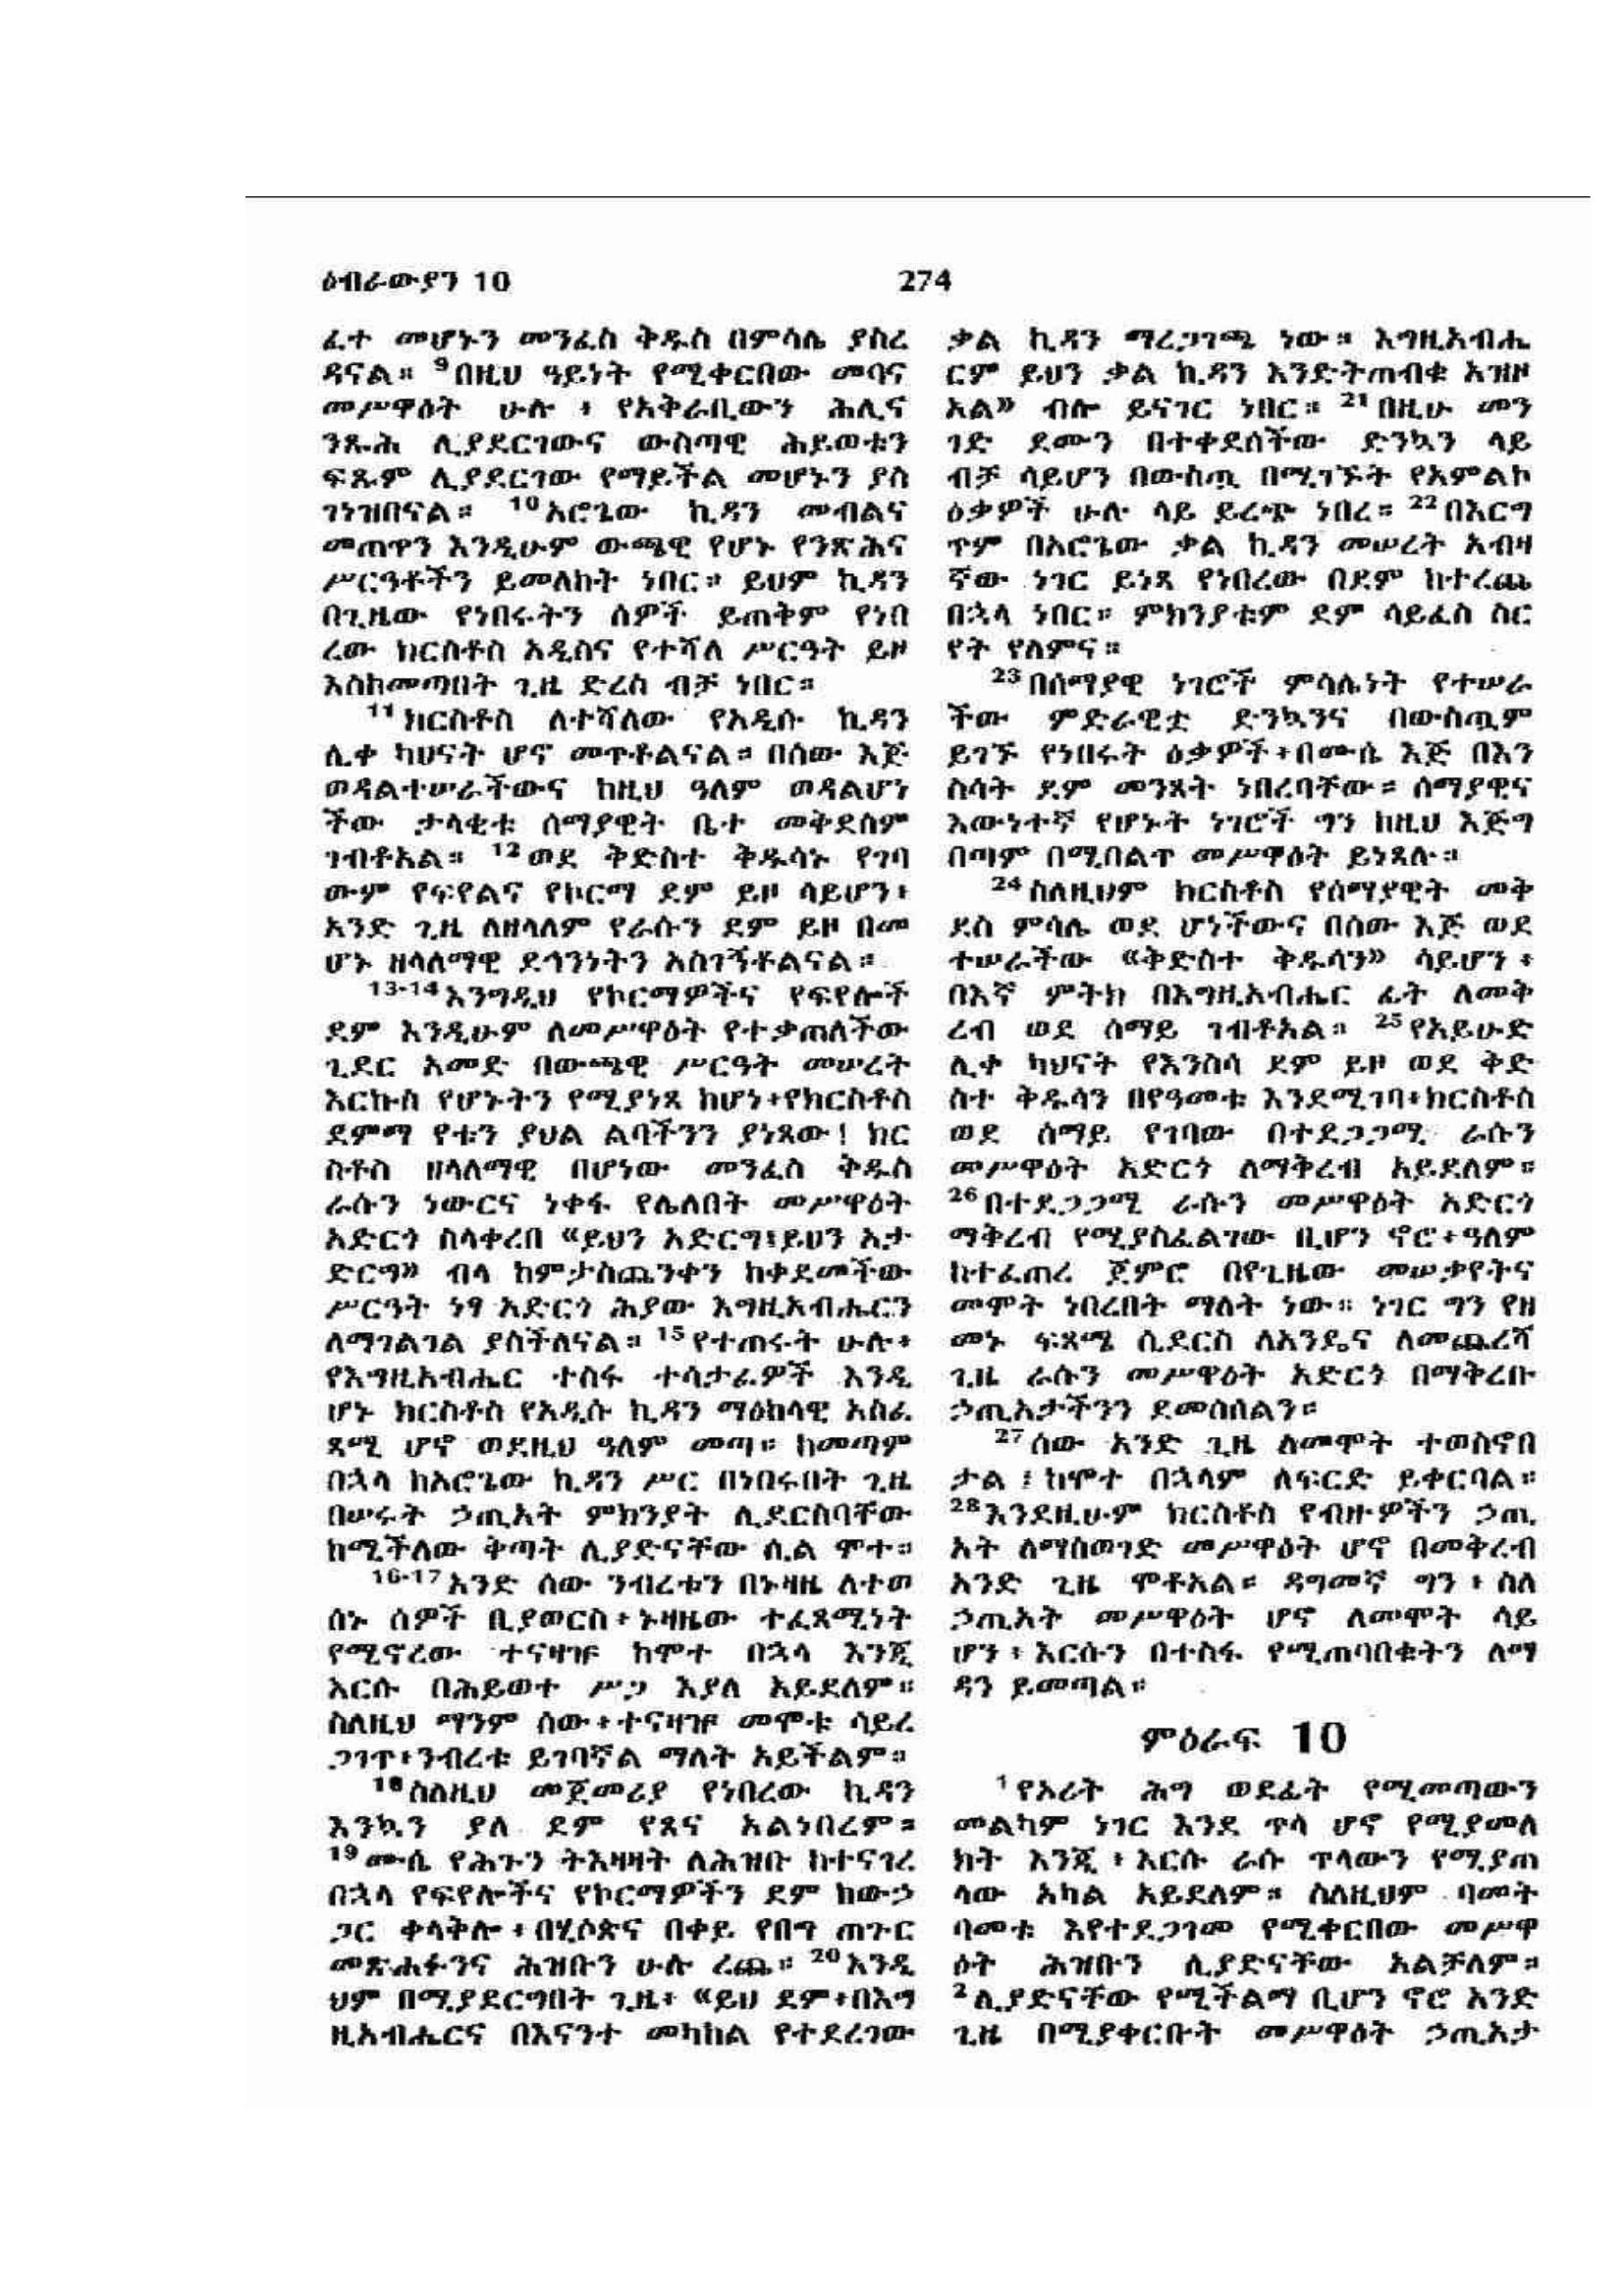 ዕብራውያን 10
274
ፈተ መሆኑን መንፈስ ቅዱስ በምሳሌ ያስረ
ዳናል። 9በዚህ ዓይነት የሚቀርበው መባና
መሥዋዕት ሁሉ ፥ የአቅራቢውን ሕሊና
ንጹሕ ሊያደርገውና ውስጣዊ ሕይወቱን
ፍጹም ሊያደርገው የማይችል መሆኑን ያስ
ገነዝበናል። 10አሮጌው ኪዳን መብልና
መጠጥን እንዲሁም ውጫዊ የሆኑ የንጽሕና
ሥርዓቶችን ይመለከት ነበር። ይህም ኪዳን
በጊዜው የነበሩትን ሰዎች ይጠቅም የነበ
ረው ክርስቶስ አዲስና የተሻለ ሥርዓት ይዞ
እስከመጣበት ጊዜ ድረስ ብቻ ነበር።
11ክርስቶስ ለተሻለው የአዲሱ ኪዳን
ሊቀ ካህናት ሆኖ መጥቶልናል። በሰው እጅ
ወዳልተሠራችውና ከዚህ ዓለም ወዳልሆነ
ችው ታላቂቱ ሰማያዊት ቤተ መቅደስም
ገብቶአል። 12ወደ ቅድስተ ቅዱሳኑ የገባ
ውም የፍየልና የኮርማ ደም ይዞ ሳይሆን፥
አንድ ጊዜ ለዘላለም የራሱን ደም ይዞ በመ
ሆኑ ዘላለማዊ ደኅንነትን አስገኝቶልናል።
13-14እንግዲህ የኮርማዎችና የፍየሎች
ደም እንዲሁም ለመሥዋዕት የተቃጠለችው
ጊደር አመድ በውጫዊ ሥርዓት መሠረት
እርኩስ የሆኑትን የሚያነጻ ከሆነ፥የክርስቶስ
ደምማ የቱን ያህል ልባችንን ያነጻው! ክር
ስቶስ ዘላለማዊ በሆነው መንፈስ ቅዱስ
ራሱን ነውርና ነቀፋ የሌለበት መሥዋዕት
አድርጎ ስላቀረበ «ይህን አድርግ፤ይህን አታ
ድርግ» ብላ ከምታስጨንቀን ከቀደመችው
ሥርዓት ነፃ አድርጎ ሕያው እግዚአብሔርን
ለማገልገል ያስችለናል። 15የተጠሩት ሁሉ፥
የእግዚአብሔር ተስፋ ተሳታፊዎች እንዲ
ሆኑ ክርስቶስ የአዲሱ ኪዳን ማዕከላዊ አስፈ
ጻሚ ሆኖ ወደዚህ ዓለም መጣ። ከመጣም
በኋላ ከአሮጌው ኪዳን ሥር በነበሩበት ጊዜ
በሠሩት ኃጢአት ምክንያት ሊደርስባቸው
ከሚችለው ቅጣት ሊያድናቸው ሲል ሞተ።
16-17አንድ ሰው ንብረቱን በኑዛዜ ለተወ
ሰኑ ሰዎች ቢያወርስ፥ኑዛዜው ተፈጻሚነት
የሚኖረው ተናዛዡ ከሞተ በኋላ እንጂ
እርሱ በሕይወተ ሥጋ እያለ አይደለም።
ስለዚህ ማንም ሰው፥ተናዛዡ መሞቱ ሳይረ
ጋገጥ፥ንብረቱ ይገባኛል ማለት አይችልም።
18ስለዚህ መጀመሪያ የነበረው ኪዳን
እንኳን ያለ ደም የጸና አልነበረም።
19ሙሴ የሕጉን ትእዛዛት ለሕዝቡ ከተናገረ
በኋላ የፍየሎችና የኮርማዎችን ደም ከውኃ
ጋር ቀላቅሎ፥በሂሶጵና በቀይ የበግ ጠጉር
መጽሐፉንና ሕዝቡን ሁሉ ረጨ። 20እንዲ
ህም በሚያደርግበት ጊዜ፥ «ይህ ደም፥በእግ
ዚአብሔርና በእናንተ መካከል የተደረገው
ቃል ኪዳን ማረጋገጫ ነው። እግዚአብሔ
ርም ይህን ቃል ኪዳን እንድትጠብቁ አዝዞ
አል» ብሎ ይናገር ነበር። 21በዚሁ መን
ገድ ደሙን በተቀደሰችው ድንኳን ላይ
ብቻ ሳይሆን በውስጧ በሚገኙት የአምልኮ
ዕቃዎች ሁሉ ላይ ይረጭ ነበረ። 22በእርግ
ጥም በአሮጌው ቃል ኪዳን መሠረት አብዛ
ኛው ነገር ይነጻ የነበረው በደም ከተረጨ
በኋላ ነበር። ምክንያቱም ደም ሳይፈስ ስር
የት የለምና።
23በሰማያዊ ነገሮች ምሳሌነት የተሠራ
ችው ምድራዊቷ ድንኳንና በውስጧም
ይገኙ የነበሩት ዕቃዎች፥በሙሴ እጅ በእን
ስሳት ደም መንጻት ነበረባቸው። ሰማያዊና
እውነተኛ የሆኑት ነገሮች ግን ከዚህ እጅግ
በጣም በሚበልጥ መሥዋዕት ይነጻሉ።
24ስለዚህም ክርስቶስ የሰማያዊት መቅ
ደስ ምሳሌ ወደ ሆነችውና በሰው እጅ ወደ
ተሠራችው «ቅድስተ ቅዱሳን» ሳይሆን ፥
በእኛ ምትክ በእግዚአብሔር ፊት ለመቅ
ረብ ወደ ሰማይ ገብቶአል። 25የአይሁድ
ሊቀ ካህናት የእንስሳ ደም ይዞ ወደ ቅድ
ስተ ቅዱሳን በየዓመቱ እንደሚገባ፥ክርስቶስ
ወደ ሰማይ የገባው በተደጋጋሚ ራሱን
መሥዋዕት አድርጎ ለማቅረብ አይደለም።
26በተደጋጋሚ ራሱን መሥዋዕት አድርጎ
ማቅረብ የሚያስፈልገው ቢሆን ኖሮ፥ዓለም
ከተፈጠረ ጀምሮ በየጊዜው መሠቃየትና
መሞት ነበረበት ማለት ነው። ነገር ግን የዘ
መኑ ፍጻሜ ሲደርስ ለአንዴና ለመጨረሻ
ጊዜ ራሱን መሥዋዕት አድርጎ በማቅረቡ
ኃጢአታችንን ደመሰሰልን።
27ሰው አንድ ጊዜ ለመሞት ተወስኖበ
ታል ፤ ከሞተ በኋላም ለፍርድ ይቀርባል።
28እንደዚሁም ክርስቶስ የብዙዎችን ኃጢ
አት ለማስወገድ መሥዋዕት ሆኖ በመቅረብ
አንድ ጊዜ ሞቶአል። ዳግመኛ ግን ፥ ስለ
ኃጢአት መሥዋዕት ሆኖ ለመሞት ሳይ
ሆን ፥ እርሱን በተስፋ የሚጠባበቁትን ለማ
ዳን ይመጣል።
ምዕራፍ 10
1የኦሪት ሕግ ወደፊት የሚመጣውን
መልካም ነገር እንደ ጥላ ሆኖ የሚያመለ
ክት እንጂ ፥ እርሱ ራሱ ጥላውን የሚያጠ
ላው አካል አይደለም። ስለዚህም ባመት
ባመቱ እየተደጋገመ የሚቀርበው መሥዋ
ዕት ሕዝቡን ሊያድናቸው አልቻለም።
2ሊያድናቸው የሚችልማ ቢሆን ኖሮ አንድ
ጊዜ በሚያቀርቡት መሥዋዕት ኃጢአታ